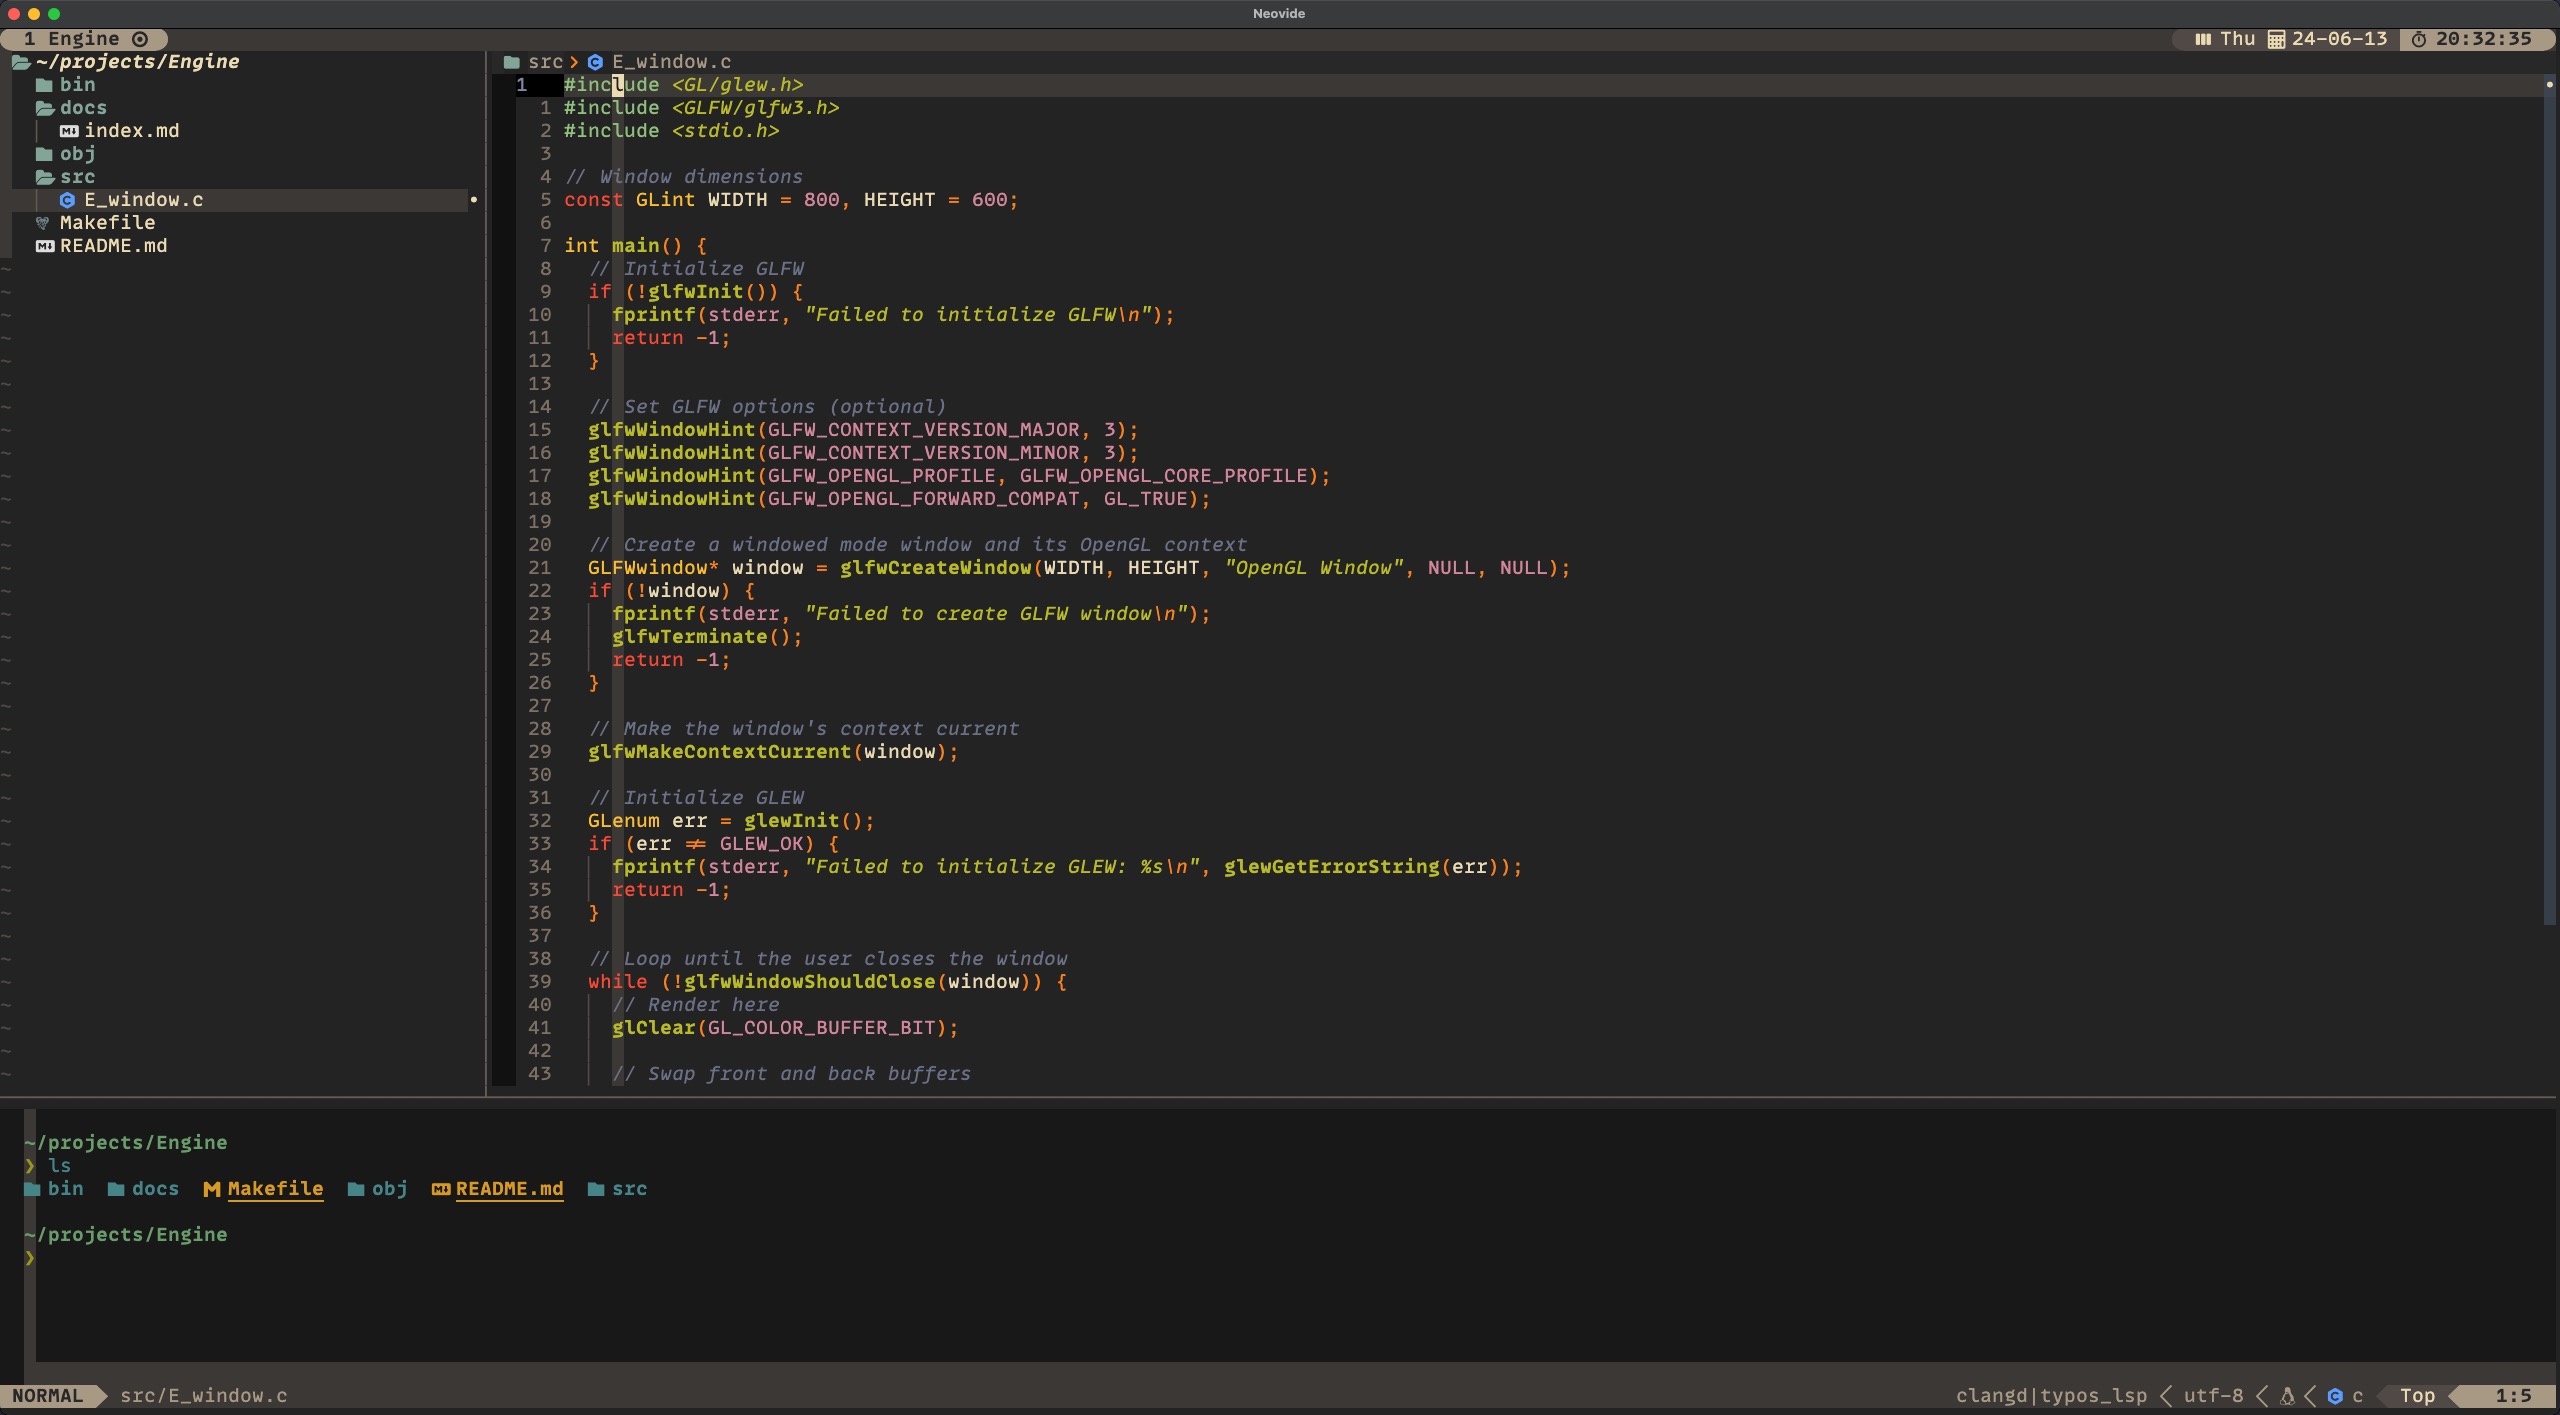 Neovide
1 Engine
Thu 24-06-13 20:32:35
~/projects/Engine
bin
docs
index.md
obj
src
E_window.c
Makefile
README.md
src > E_window.c
1 #include <GL/glew.h>
1 #include <GLFW/glfw3.h>
2 #include <stdio.h>
3
4 // Window dimensions
5 const GLint WIDTH = 800, HEIGHT = 600;
6
7 int main() {
8   // Initialize GLFW
9   if (!glfwInit()) {
10     fprintf(stderr, "Failed to initialize GLFW\n");
11     return -1;
12   }
13
14   // Set GLFW options (optional)
15   glfwWindowHint(GLFW_CONTEXT_VERSION_MAJOR, 3);
16   glfwWindowHint(GLFW_CONTEXT_VERSION_MINOR, 3);
17   glfwWindowHint(GLFW_OPENGL_PROFILE, GLFW_OPENGL_CORE_PROFILE);
18   glfwWindowHint(GLFW_OPENGL_FORWARD_COMPAT, GL_TRUE);
19
20   // Create a windowed mode window and its OpenGL context
21   GLFWwindow* window = glfwCreateWindow(WIDTH, HEIGHT, "OpenGL Window", NULL, NULL);
22   if (!window) {
23     fprintf(stderr, "Failed to create GLFW window\n");
24     glfwTerminate();
25     return -1;
26   }
27
28   // Make the window's context current
29   glfwMakeContextCurrent(window);
30
31   // Initialize GLEW
32   GLenum err = glewInit();
33   if (err ≠ GLEW_OK) {
34     fprintf(stderr, "Failed to initialize GLEW: %s\n", glewGetErrorString(err));
35     return -1;
36   }
37
38   // Loop until the user closes the window
39   while (!glfwWindowShouldClose(window)) {
40     // Render here
41     glClear(GL_COLOR_BUFFER_BIT);
42
43     // Swap front and back buffers
~/projects/Engine
❯ ls
bin docs Makefile obj README.md src
~/projects/Engine
❯
NORMAL src/E_window.c
clangd|typos_lsp < utf-8 < < c Top 1:5